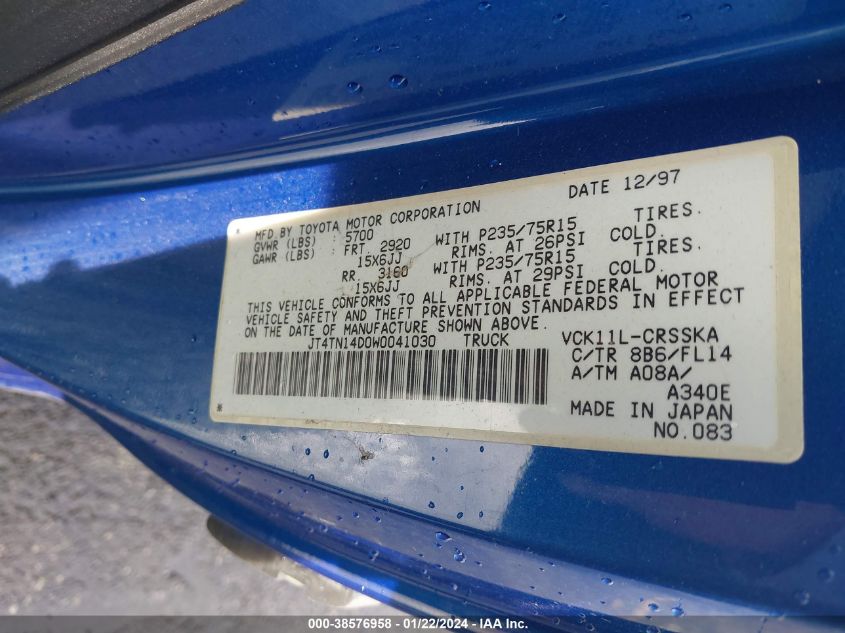 DATE 12/97
MFD BY TOYOTA MOTOR CORPORATION
GVWR (LBS) : 5700
GAWR (LBS) : FRT 2920 WITH P235/75R15 TIRES.
15X6JJ RIMS. AT 26PSI COLD.
RR. 3160 WITH P235/75R15 TIRES.
15X6JJ RIMS. AT 29PSI COLD.
THIS VEHICLE CONFORMS TO ALL APPLICABLE FEDERAL MOTOR
VEHICLE SAFETY AND THEFT PREVENTION STANDARDS IN EFFECT
ON THE DATE OF MANUFACTURE SHOWN ABOVE.
JT4TN14D0W0041030 TRUCK VCK11L-CRSSKA
C/TR 8B6/FL14
A/TM A08A/
A340E
MADE IN JAPAN
NO.083
000-38576958 — 01/22/2024 — IAA Inc.